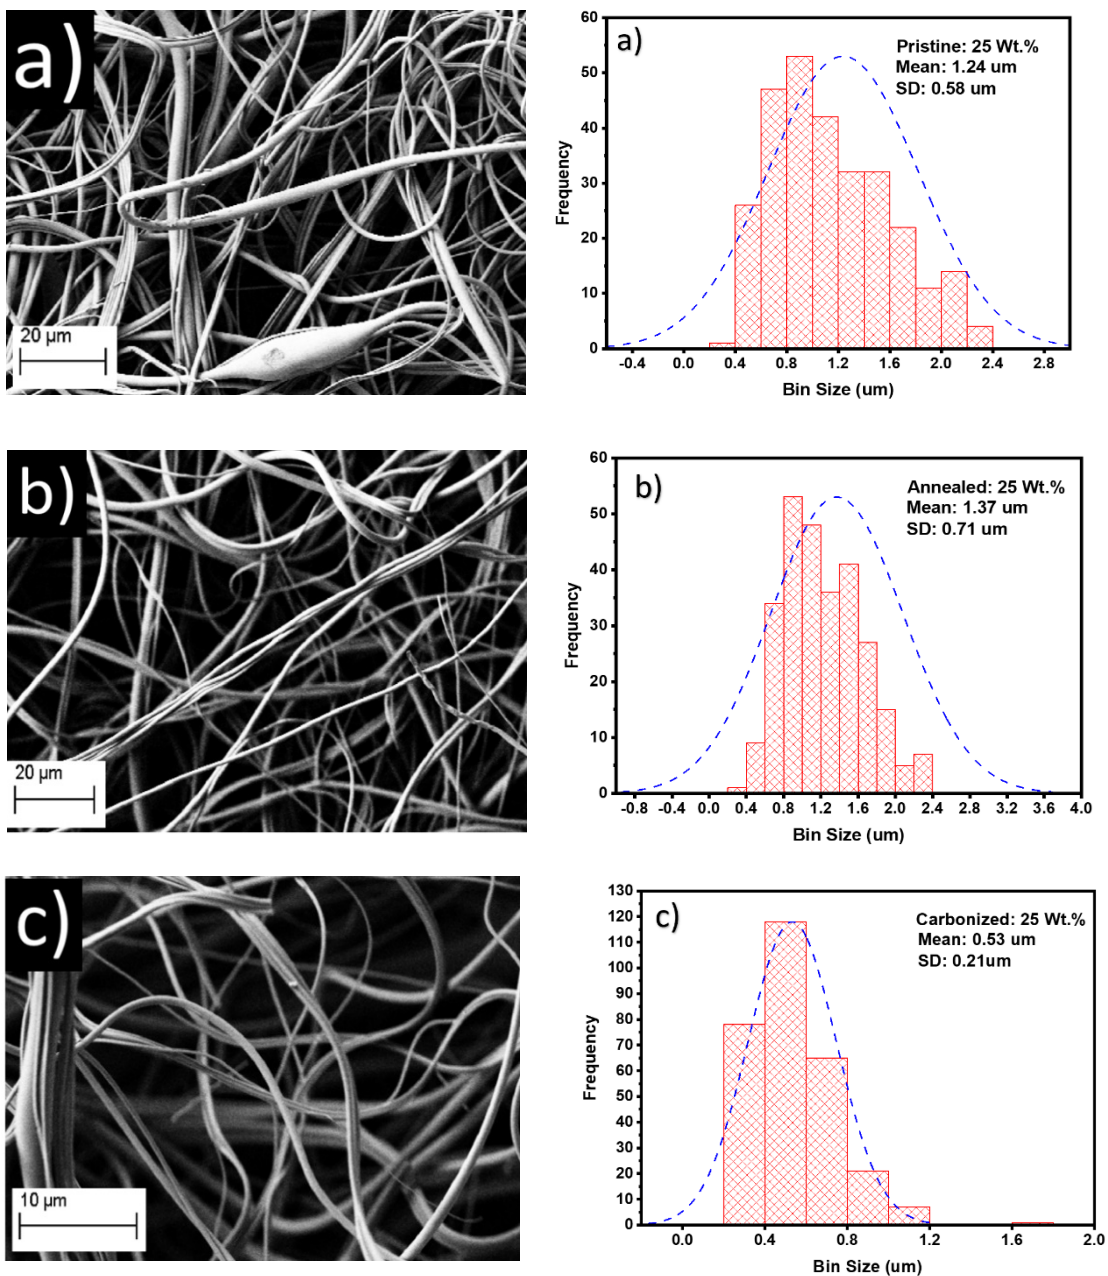 a)
20 µm
a)
Pristine: 25 Wt.%
Mean: 1.24 um
SD: 0.58 um
60
50
40
30
20
10
0
Frequency
-0.4 0.0 0.4 0.8 1.2 1.6 2.0 2.4 2.8
Bin Size (um)
b)
20 µm
b)
Annealed: 25 Wt.%
Mean: 1.37 um
SD: 0.71 um
60
50
40
30
20
10
0
Frequency
-0.8 -0.4 0.0 0.4 0.8 1.2 1.6 2.0 2.4 2.8 3.2 3.6 4.0
Bin Size (um)
c)
10 µm
c)
Carbonized: 25 Wt.%
Mean: 0.53 um
SD: 0.21um
130
120
110
100
90
80
70
60
50
40
30
20
10
0
Frequency
0.0 0.4 0.8 1.2 1.6 2.0
Bin Size (um)